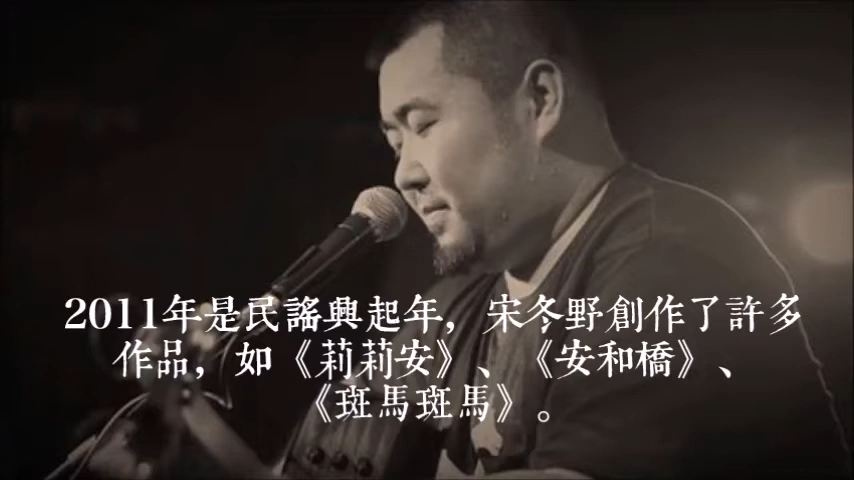 2011年是民謠興起年，宋冬野創作了許多
作品，如《莉莉安》、《安和橋》、
《斑馬斑馬》。